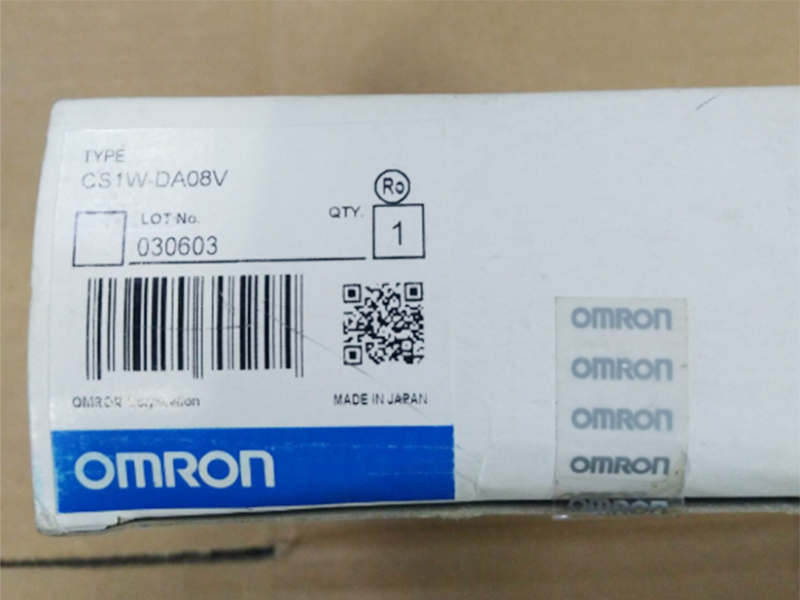 TYPE
CS1W-DA08V
Ro
LOT No.
QTY.
030603
1
OMRON Corporation
MADE IN JAPAN
OMRON
OMRON
OMRON
OMRON
OMRON
OMRON